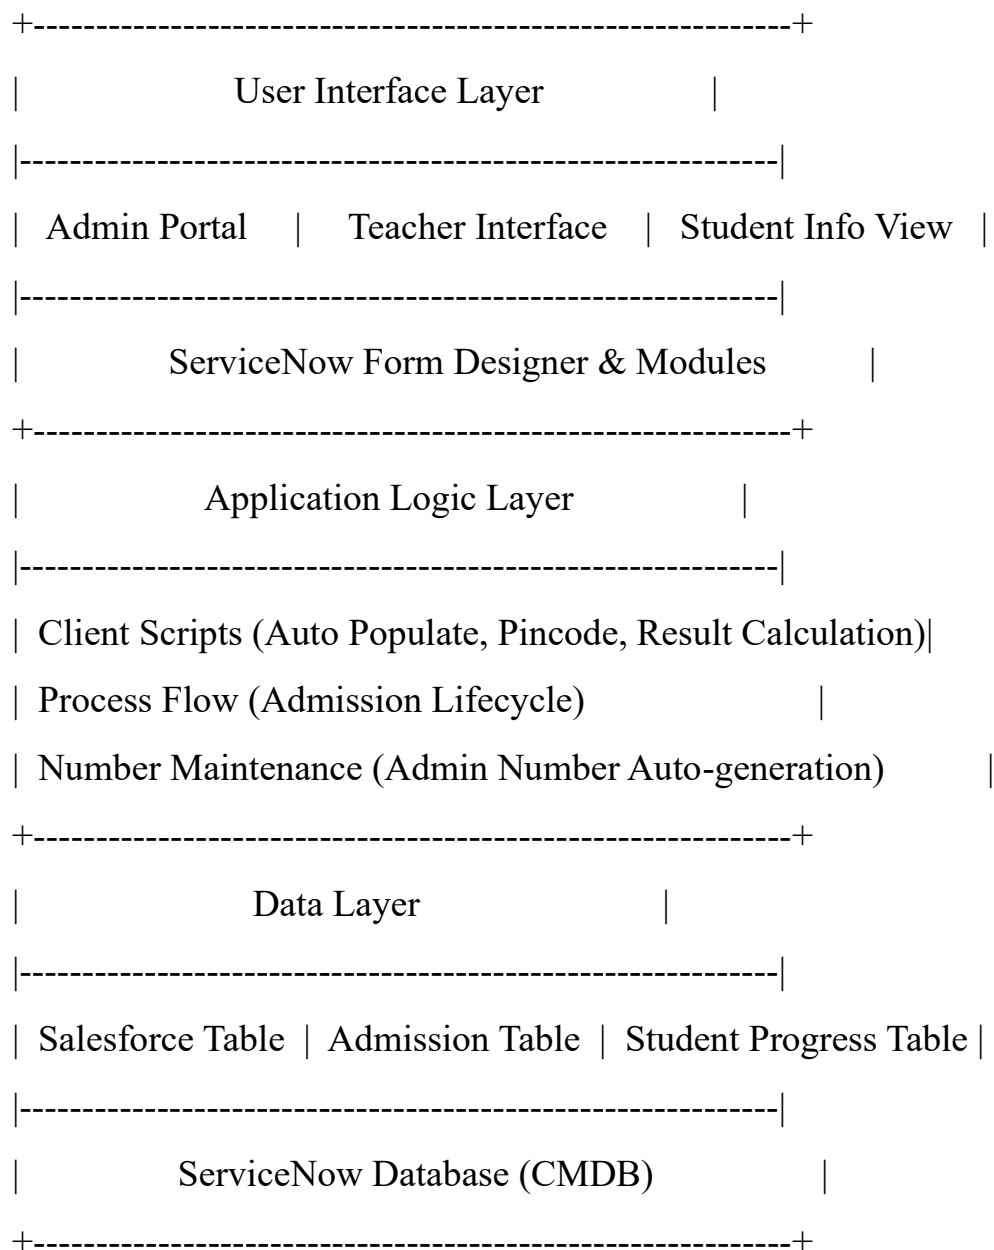 +-------------------------------------------------------------+
| User Interface Layer |
|-------------------------------------------------------------|
| Admin Portal | Teacher Interface | Student Info View |
|-------------------------------------------------------------|
| ServiceNow Form Designer & Modules |
+-------------------------------------------------------------+
| Application Logic Layer |
|-------------------------------------------------------------|
| Client Scripts (Auto Populate, Pincode, Result Calculation)|
| Process Flow (Admission Lifecycle) |
| Number Maintenance (Admin Number Auto-generation) |
+-------------------------------------------------------------+
| Data Layer |
|-------------------------------------------------------------|
| Salesforce Table | Admission Table | Student Progress Table |
|-------------------------------------------------------------|
| ServiceNow Database (CMDB) |
+-------------------------------------------------------------+